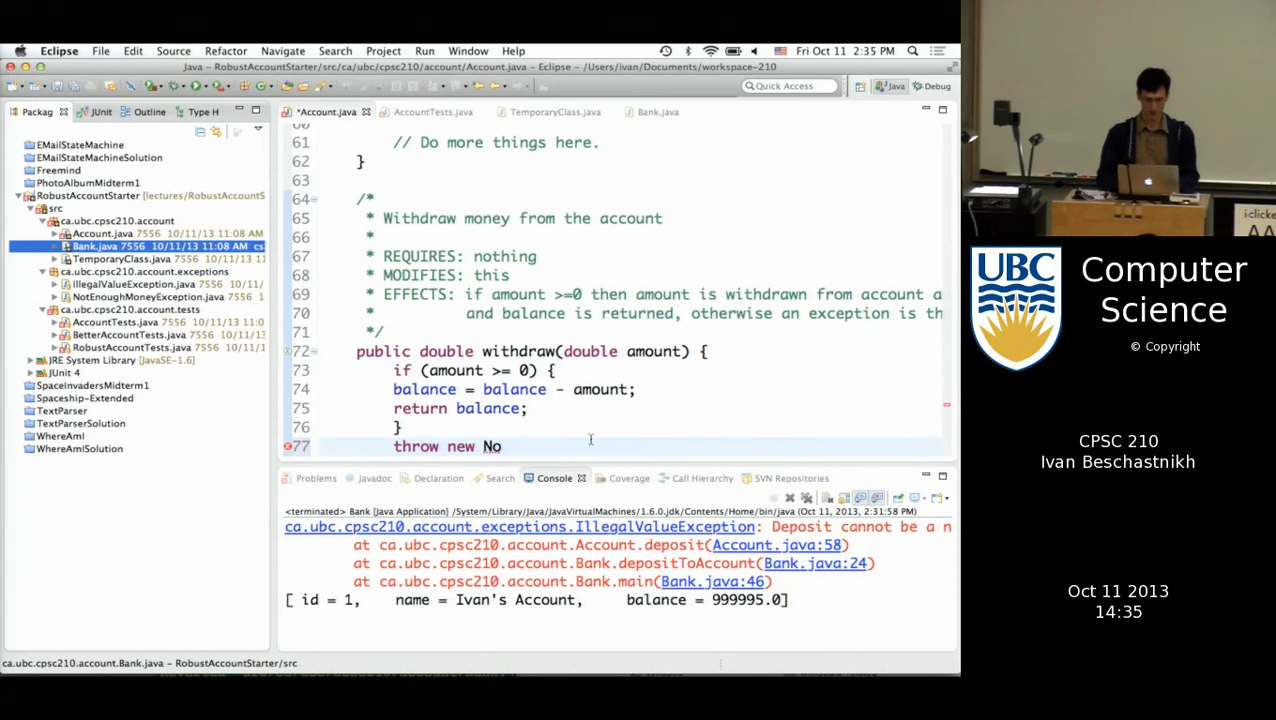 Eclipse File Edit Source Refactor Navigate Search Project Run Window Help Fri Oct 11 2:35 PM
Java - RobustAccountStarter/src/ca/ubc/cpsc210/account/Account.java - Eclipse - /Users/ivan/Documents/workspace-210
Quick Access Java Debug
Packag JUnit Outline Type H
*Account.java AccountTests.java TemporaryClass.java Bank.java
EMailStateMachine
EMailStateMachineSolution
Freemind
PhotoAlbumMidterm1
RobustAccountStarter [lectures/RobustAccountS
src
ca.ubc.cpsc210.account
Account.java 7556 10/11/13 11:08 AM
Bank.java 7556 10/11/13 11:08 AM cs
TemporaryClass.java 7556 10/11/13 11
ca.ubc.cpsc210.account.exceptions
IllegalValueException.java 7556 10/11/
NotEnoughMoneyException.java 7556
ca.ubc.cpsc210.account.tests
AccountTests.java 7556 10/11/13 11:0
BetterAccountTests.java 7556 10/11/13
RobustAccountTests.java 7556 10/11/
JRE System Library [JavaSE-1.6]
JUnit 4
SpaceInvadersMidterm1
Spaceship-Extended
TextParser
TextParserSolution
WhereAmI
WhereAmISolution
60
61 // Do more things here.
62 }
63
64 /*
65 * Withdraw money from the account
66 *
67 * REQUIRES: nothing
68 * MODIFIES: this
69 * EFFECTS: if amount >=0 then amount is withdrawn from account a
70 * and balance is returned, otherwise an exception is th
71 */
72 public double withdraw(double amount) {
73 if (amount >= 0) {
74 balance = balance - amount;
75 return balance;
76 }
77 throw new No
Problems Javadoc Declaration Search Console Coverage Call Hierarchy SVN Repositories
<terminated> Bank [Java Application] /System/Library/Java/JavaVirtualMachines/1.6.0.jdk/Contents/Home/bin/java (Oct 11, 2013, 2:31:58 PM)
ca.ubc.cpsc210.account.exceptions.IllegalValueException: Deposit cannot be a n
at ca.ubc.cpsc210.account.Account.deposit(Account.java:58)
at ca.ubc.cpsc210.account.Bank.depositToAccount(Bank.java:24)
at ca.ubc.cpsc210.account.Bank.main(Bank.java:46)
[ id = 1, name = Ivan's Account, balance = 999995.0]
ca.ubc.cpsc210.account.Bank.java - RobustAccountStarter/src
i-clicke
AA
UBC
Computer
Science
© Copyright
CPSC 210
Ivan Beschastnikh
Oct 11 2013
14:35